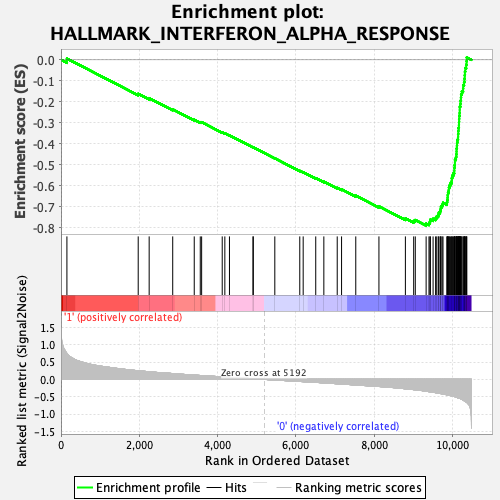 Enrichment plot:
HALLMARK_INTERFERON_ALPHA_RESPONSE
Enrichment score (ES)
0.0
-0.1
-0.2
-0.3
-0.4
-0.5
-0.6
-0.7
-0.8
'1' (positively correlated)
Ranked list metric (Signal2Noise)
1.5
1.0
0.5
0.0
-0.5
-1.0
-1.5
Zero cross at 5192
'0' (negatively correlated)
0 2,000 4,000 6,000 8,000 10,000
Rank in Ordered Dataset
Enrichment profile Hits Ranking metric scores